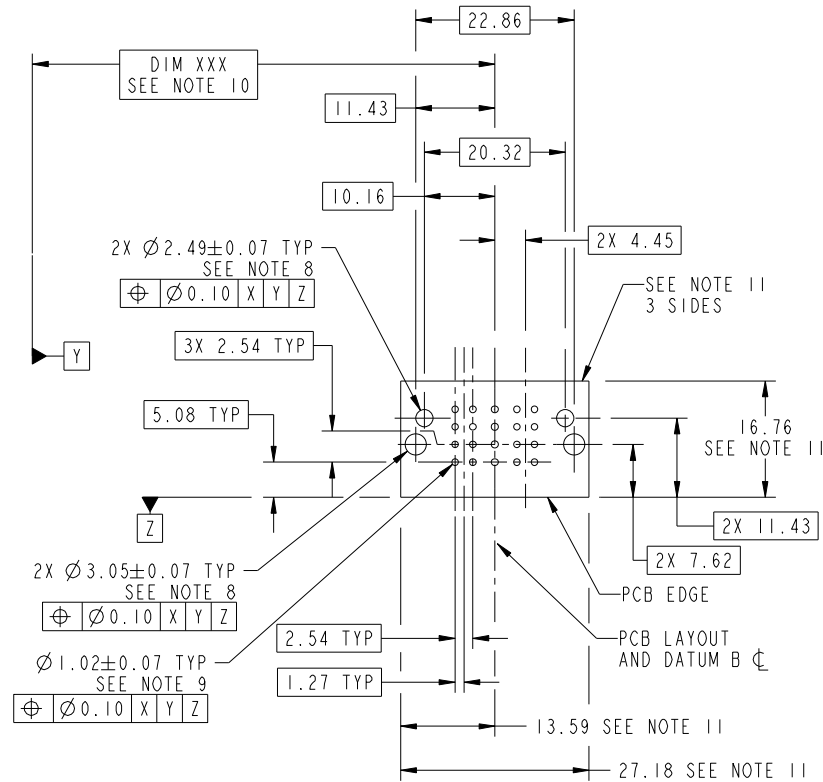 22.86
DIM XXX
SEE NOTE 10
11.43
20.32
10.16
2X 4.45
2X Ø2.49±0.07 TYP
SEE NOTE 8
⌖ Ø0.10 X Y Z
SEE NOTE 11
3 SIDES
Y
3X 2.54 TYP
5.08 TYP
16.76
SEE NOTE 11
Z
2X 11.43
2X 7.62
2X Ø3.05±0.07 TYP
SEE NOTE 8
⌖ Ø0.10 X Y Z
PCB EDGE
2.54 TYP
PCB LAYOUT
AND DATUM B ℄
Ø1.02±0.07 TYP
SEE NOTE 9
⌖ Ø0.10 X Y Z
1.27 TYP
13.59 SEE NOTE 11
27.18 SEE NOTE 11